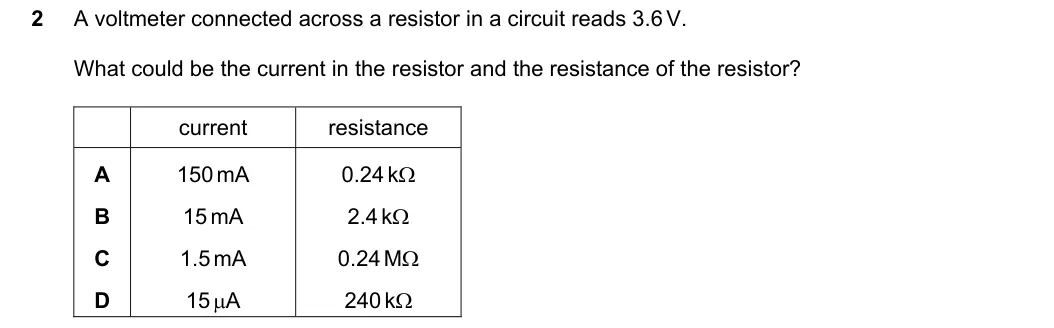 2 A voltmeter connected across a resistor in a circuit reads 3.6 V.
What could be the current in the resistor and the resistance of the resistor?
current resistance
A 150 mA 0.24 kΩ
B 15 mA 2.4 kΩ
C 1.5 mA 0.24 MΩ
D 15 μA 240 kΩ